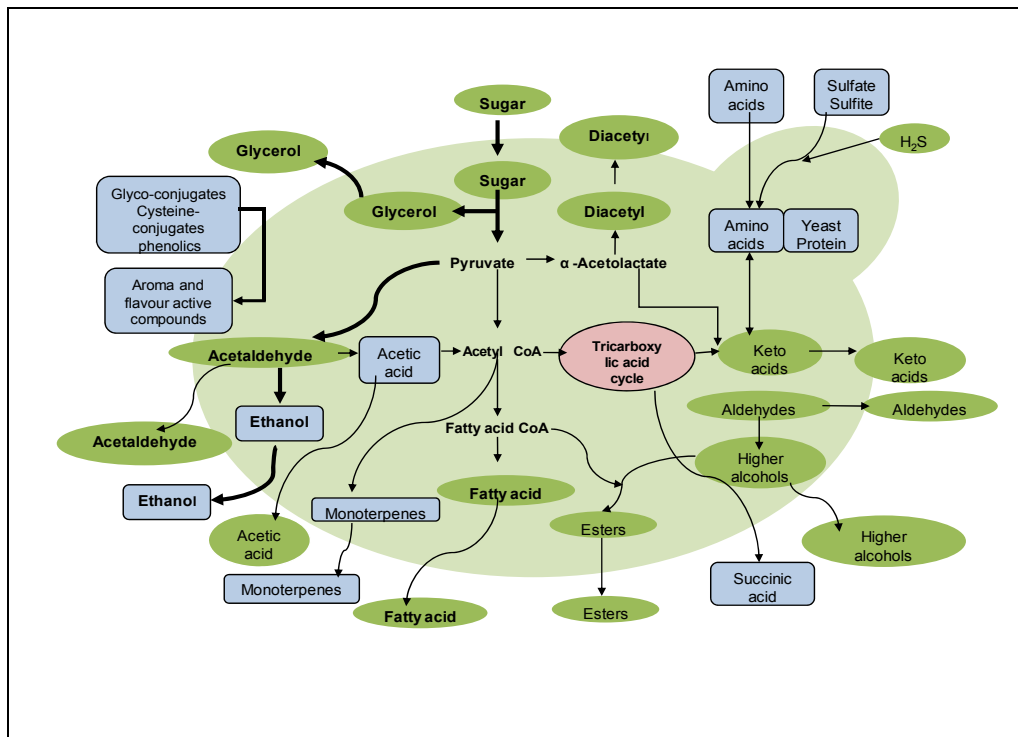 Sugar
Amino
acids
Sulfate
Sulfite
Diacetyl
H2S
Glycerol
Sugar
Glyco-conjugates
Cysteine-
conjugates
phenolics
Glycerol
Diacetyl
Amino
acids
Yeast
Protein
Pyruvate
α -Acetolactate
Aroma and
flavour active
compounds
Acetaldehyde
Acetic
acid
Acetyl CoA
Tricarboxy
lic acid
cycle
Keto
acids
Keto
acids
Ethanol
Acetaldehyde
Fatty acid CoA
Aldehydes
Aldehydes
Higher
alcohols
Ethanol
Monoterpenes
Fatty acid
Esters
Acetic
acid
Higher
alcohols
Monoterpenes
Fatty acid
Esters
Succinic
acid